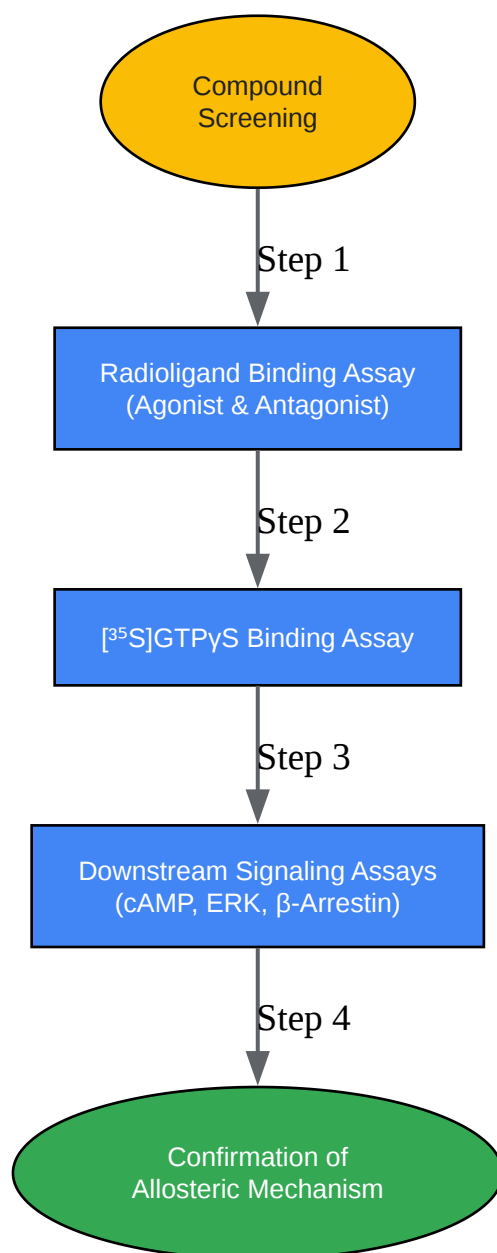 Compound
Screening
Step 1
Radioligand Binding Assay
(Agonist & Antagonist)
Step 2
[³⁵S]GTPγS Binding Assay
Step 3
Downstream Signaling Assays
(cAMP, ERK, β-Arrestin)
Step 4
Confirmation of
Allosteric Mechanism